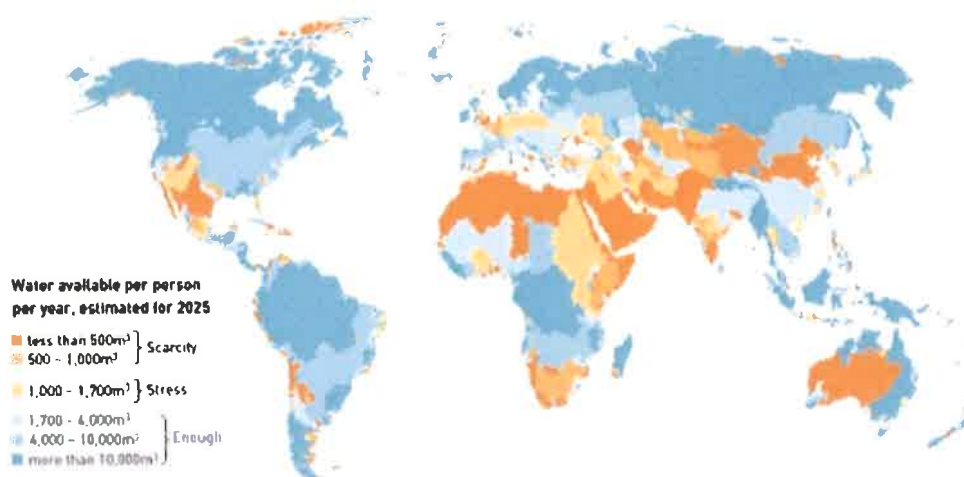 Water available per person
per year, estimated for 2025
less than 500m³ } Scarcity
500 - 1,000m³
1,000 - 1,700m³ } Stress
1,700 - 4,000m³
4,000 - 10,000m³ } Enough
more than 10,000m³